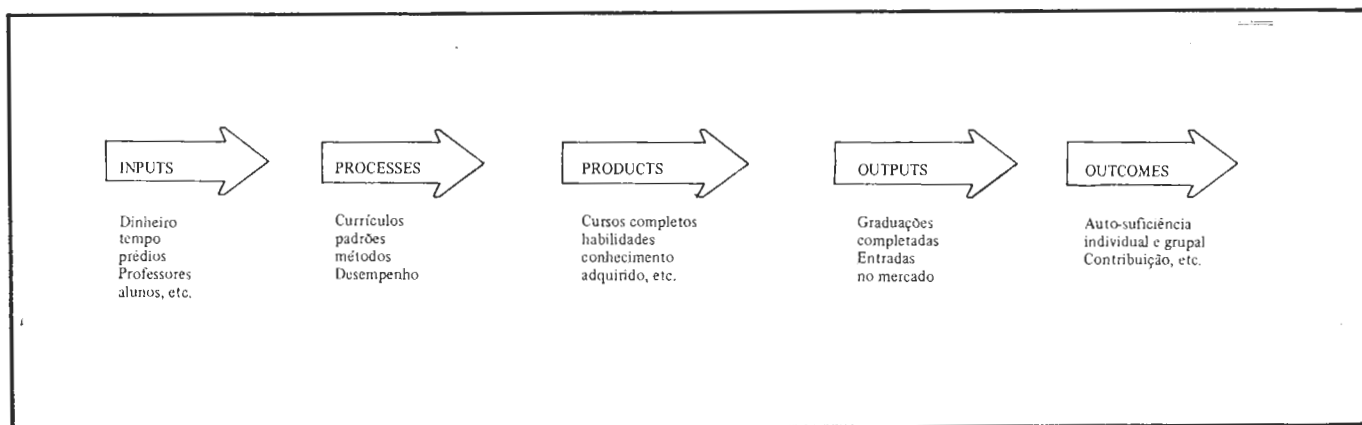 INPUTS
Dinheiro
tempo
prédios
Professores
alunos, etc.
PROCESSES
Currículos
padrões
métodos
Desempenho
PRODUCTS
Cursos completos
habilidades
conhecimento
adquirido, etc.
OUTPUTS
Graduações
completadas
Entradas
no mercado
OUTCOMES
Auto-suficiência
individual e grupal
Contribuição, etc.